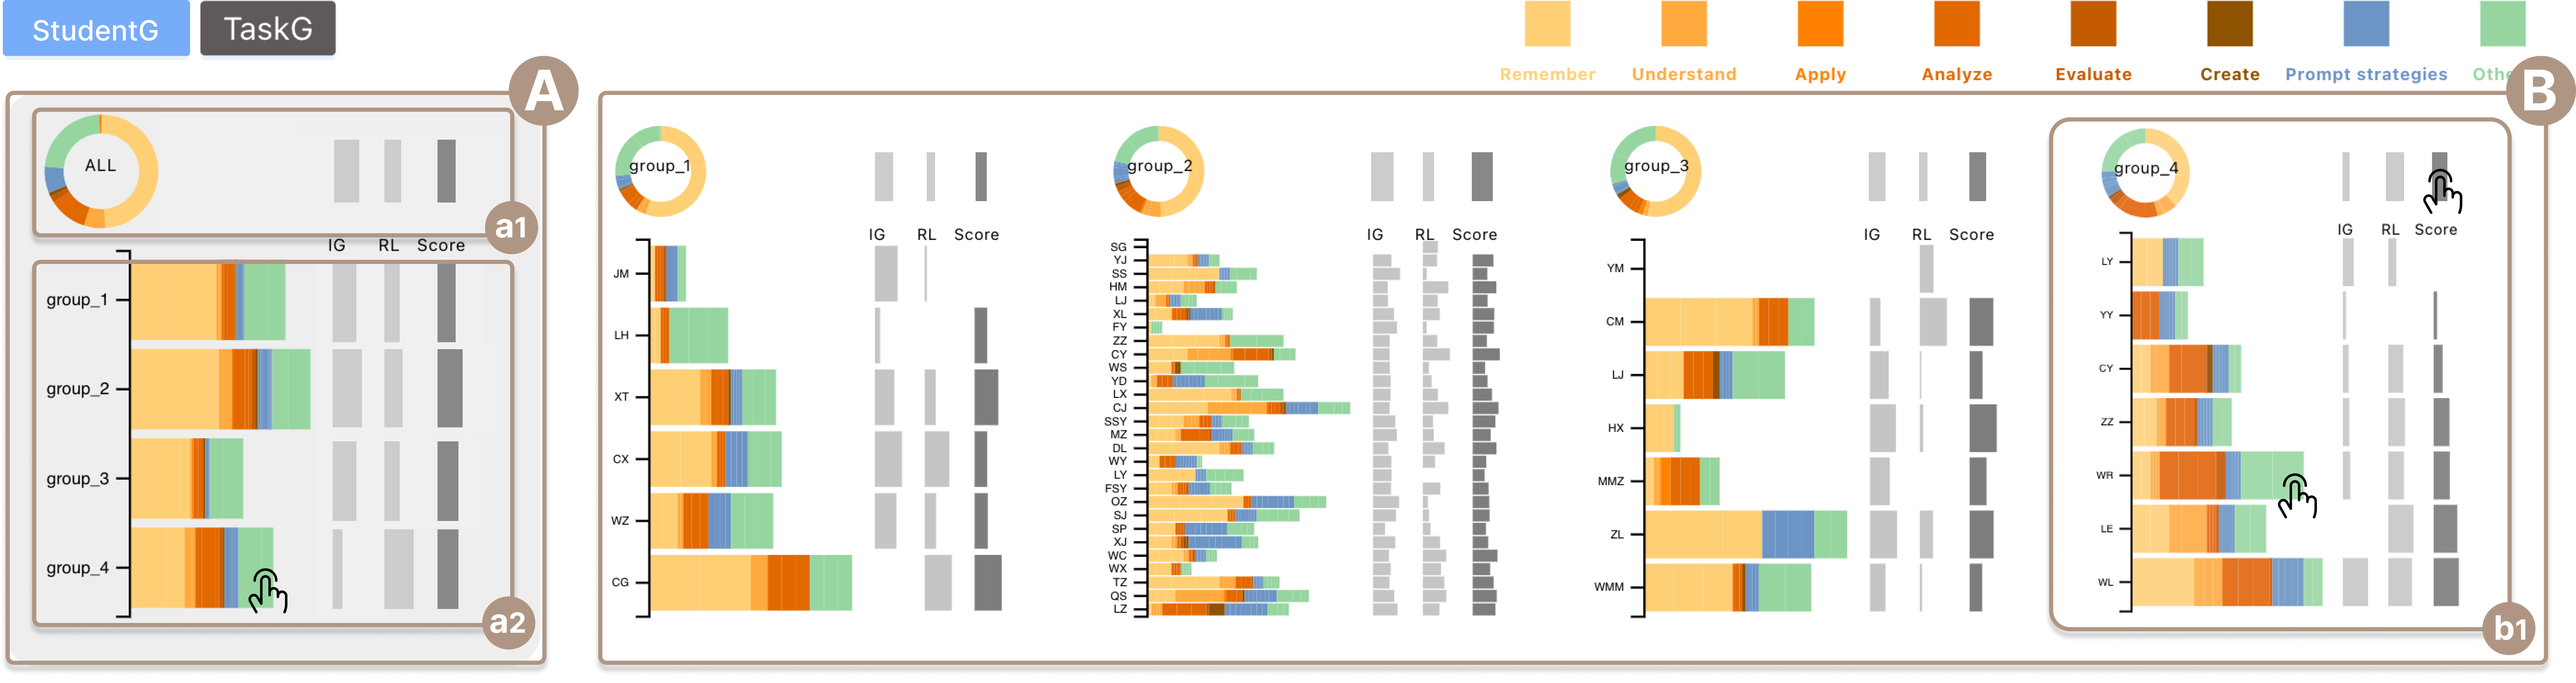 StudentG TaskG
Remember Understand Apply Analyze Evaluate Create Prompt strategies Othe
A
ALL
a1
IG RL Score
group_1
group_2
group_3
group_4
a2
B
group_1
IG RL Score
JM
LH
XT
CX
WZ
CG
group_2
IG RL Score
SG
YJ
SS
HM
LJ
XL
FY
ZZ
CY
WS
YD
LX
CJ
SSY
MZ
DL
WY
LY
FSY
OZ
SJ
SP
XJ
WC
WX
TZ
QS
LZ
group_3
IG RL Score
YM
CM
LJ
HX
MMZ
ZL
WMM
group_4
IG RL Score
LY
YY
CY
ZZ
WR
LE
WL
b1